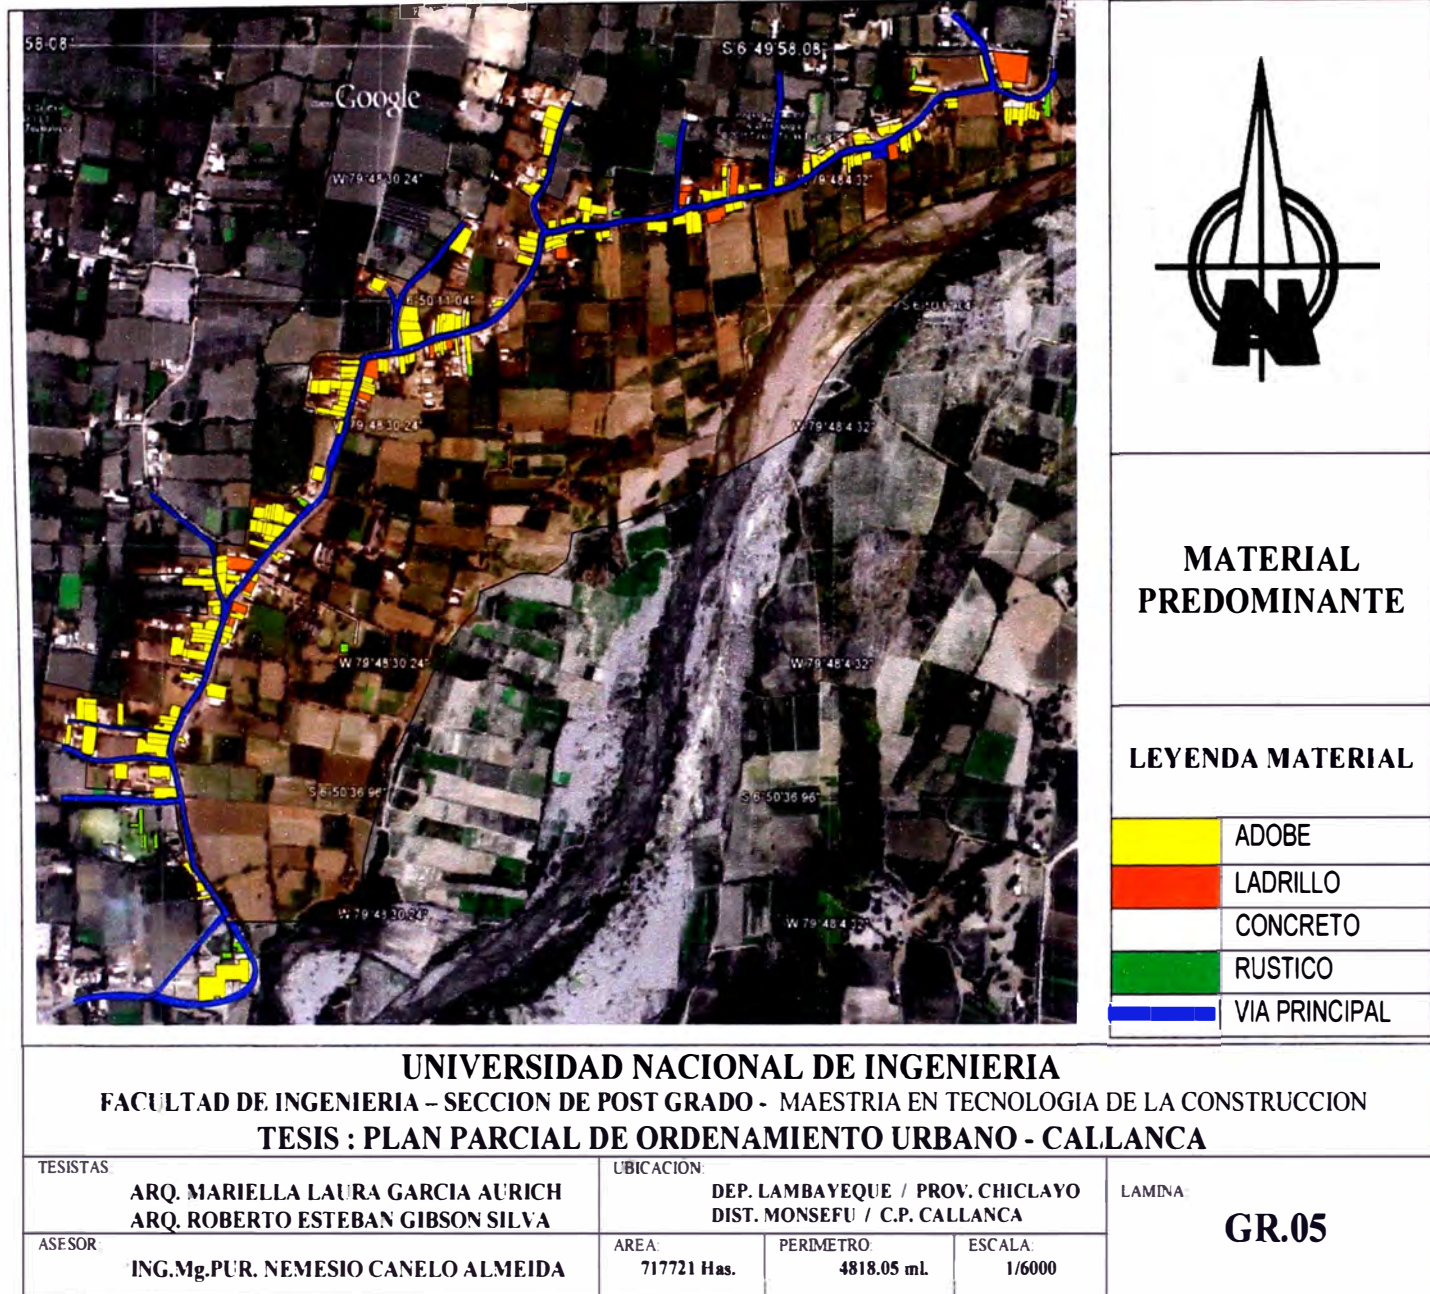 58-08"
S 6°49'58.08"
Google
W 79°48'30.24"
W 79°48'4.32"
6°50'11.04"
W 79°48'30.24"
W 79°48'4.32"
W 79°48'30.24"
W 79°48'4.32"
S 6°50'36.96"
S 6°50'36.96"
W 79°48'30.24"
W 79°48'4.32"
N
MATERIAL
PREDOMINANTE
LEYENDA MATERIAL
ADOBE
LADRILLO
CONCRETO
RUSTICO
VIA PRINCIPAL
UNIVERSIDAD NACIONAL DE INGENIERIA
FACULTAD DE INGENIERIA – SECCION DE POST GRADO - MAESTRIA EN TECNOLOGIA DE LA CONSTRUCCION
TESIS : PLAN PARCIAL DE ORDENAMIENTO URBANO - CALLANCA
TESISTAS:
ARQ. MARIELLA LAURA GARCIA AURICH
ARQ. ROBERTO ESTEBAN GIBSON SILVA
UBICACION:
DEP. LAMBAYEQUE / PROV. CHICLAYO
DIST. MONSEFU / C.P. CALLANCA
LAMINA:
GR.05
ASESOR:
ING.Mg.PUR. NEMESIO CANELO ALMEIDA
AREA:
717721 Has.
PERIMETRO:
4818.05 ml.
ESCALA:
1/6000